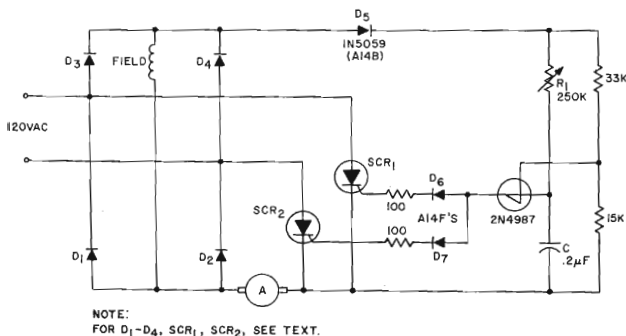 D5
1N5059
(A14B)
D3
FIELD
D4
R1
250K
33K
120VAC
SCR1
D6
100
A14F'S
2N4987
SCR2
15K
100
D7
C
.2µF
D1
D2
A
NOTE:
FOR D1-D4, SCR1, SCR2, SEE TEXT.